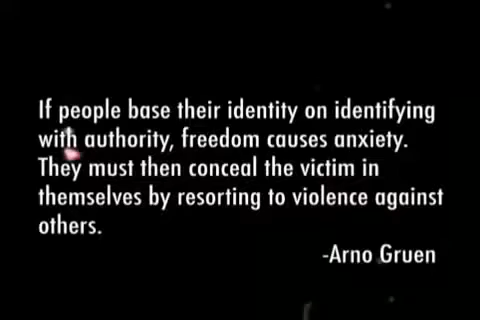 If people base their identity on identifying
with authority, freedom causes anxiety.
They must then conceal the victim in
themselves by resorting to violence against
others.
-Arno Gruen